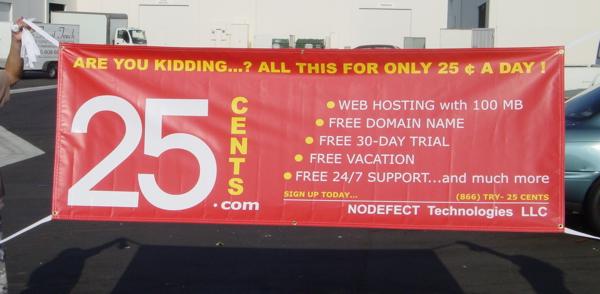 ARE YOU KIDDING...? ALL THIS FOR ONLY 25 ¢ A DAY !
25
CENTS
.com
WEB HOSTING with 100 MB
FREE DOMAIN NAME
FREE 30-DAY TRIAL
FREE VACATION
FREE 24/7 SUPPORT...and much more
SIGN UP TODAY... (866) TRY- 25 CENTS
NODEFECT Technologies LLC